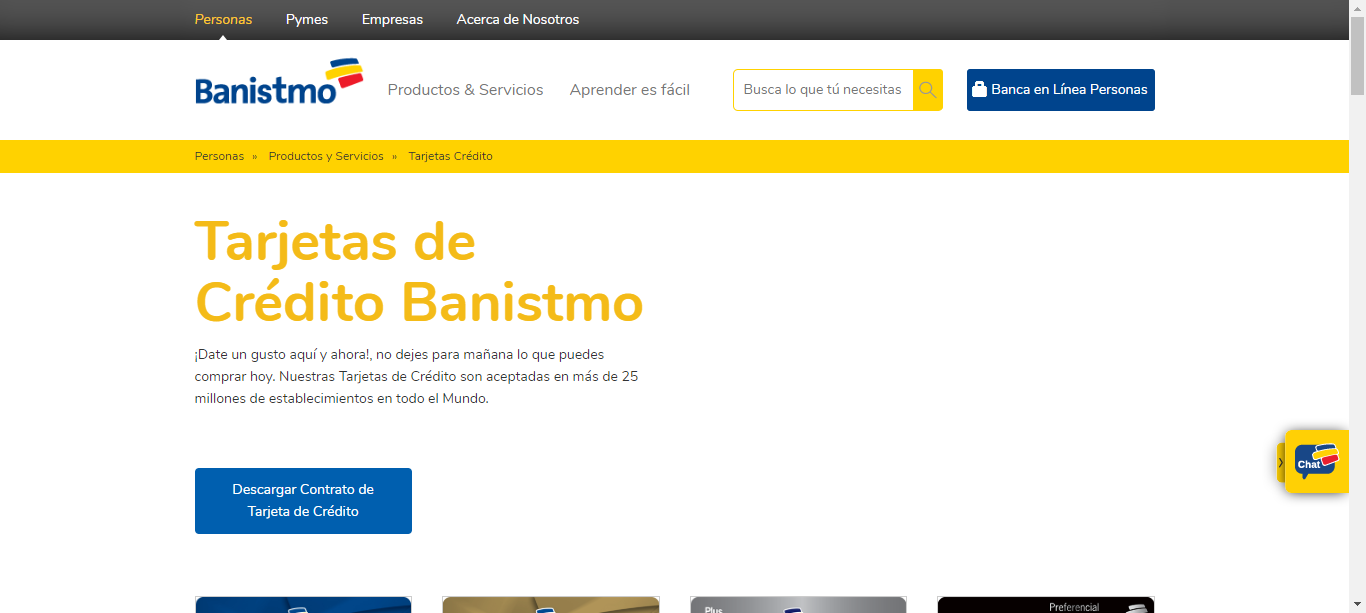 Personas Pymes Empresas Acerca de Nosotros
Banistmo Productos & Servicios Aprender es fácil Busca lo que tú necesitas Banca en Línea Personas
Personas » Productos y Servicios » Tarjetas Crédito
Tarjetas de
Crédito Banistmo
¡Date un gusto aquí y ahora!, no dejes para mañana lo que puedes
comprar hoy. Nuestras Tarjetas de Crédito son aceptadas en más de 25
millones de establecimientos en todo el Mundo.
Chat
Descargar Contrato de
Tarjeta de Crédito
Plus Preferencial